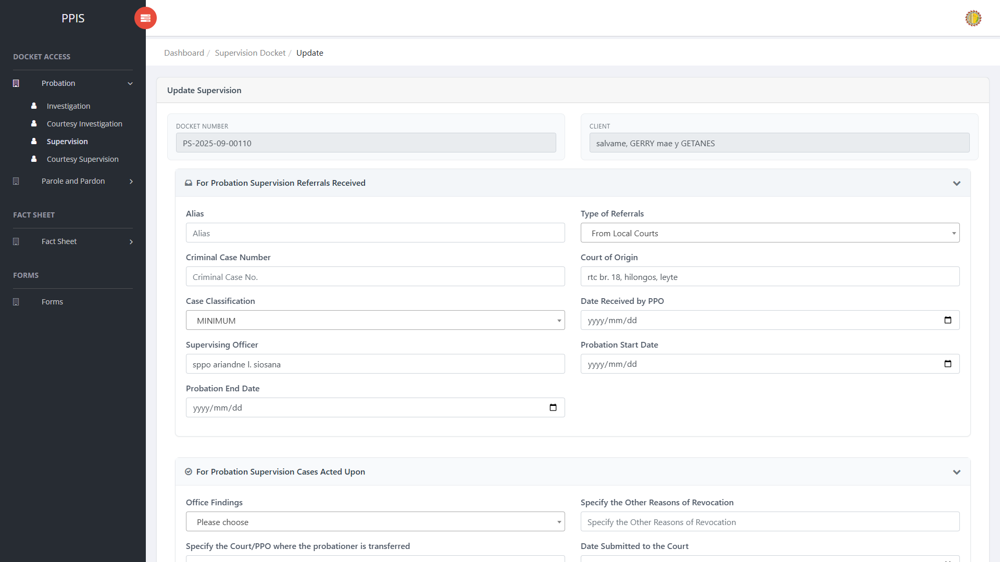 PPIS
DOCKET ACCESS
Probation
Investigation
Courtesy Investigation
Supervision
Courtesy Supervision
Parole and Pardon
FACT SHEET
Fact Sheet
FORMS
Forms
Dashboard / Supervision Docket / Update
Update Supervision
DOCKET NUMBER
PS-2025-09-00110
CLIENT
salvame, GERRY mae y GETANES
For Probation Supervision Referrals Received
Alias
Alias
Type of Referrals
From Local Courts
Criminal Case Number
Criminal Case No.
Court of Origin
rtc br. 18, hilongos, leyte
Case Classification
MINIMUM
Date Received by PPO
yyyy/mm/dd
Supervising Officer
sppo ariandne l. siosana
Probation Start Date
yyyy/mm/dd
Probation End Date
yyyy/mm/dd
For Probation Supervision Cases Acted Upon
Office Findings
Please choose
Specify the Other Reasons of Revocation
Specify the Other Reasons of Revocation
Specify the Court/PPO where the probationer is transferred
Date Submitted to the Court